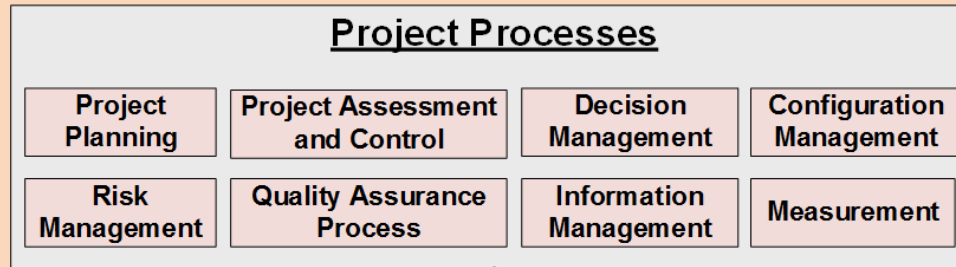 Project Processes
Project
Planning
Project Assessment
and Control
Decision
Management
Configuration
Management
Risk
Management
Quality Assurance
Process
Information
Management
Measurement